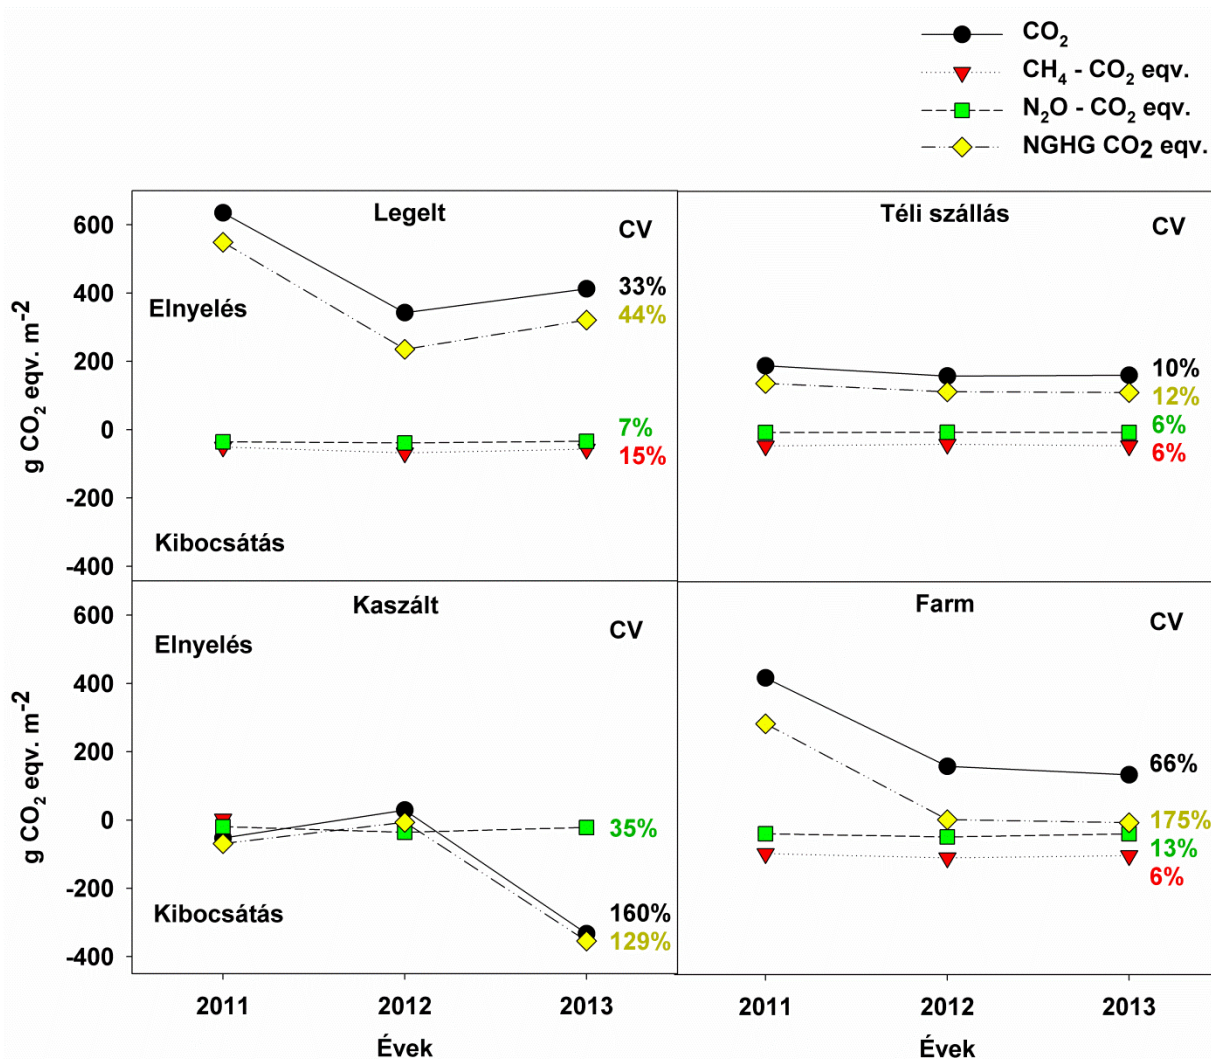 CO₂
CH₄ - CO₂ eqv.
N₂O - CO₂ eqv.
NGHG CO2 eqv.
g CO₂ eqv. m⁻²
600
400
200
0
-200
-400
Legelt
CV
Elnyelés
33%
44%
7%
15%
Kibocsátás
Téli szállás
CV
10%
12%
6%
6%
g CO₂ eqv. m⁻²
600
400
200
0
-200
-400
Kaszált
CV
Elnyelés
35%
Kibocsátás
160%
129%
2011
2012
2013
Évek
Farm
CV
66%
175%
13%
6%
2011
2012
2013
Évek